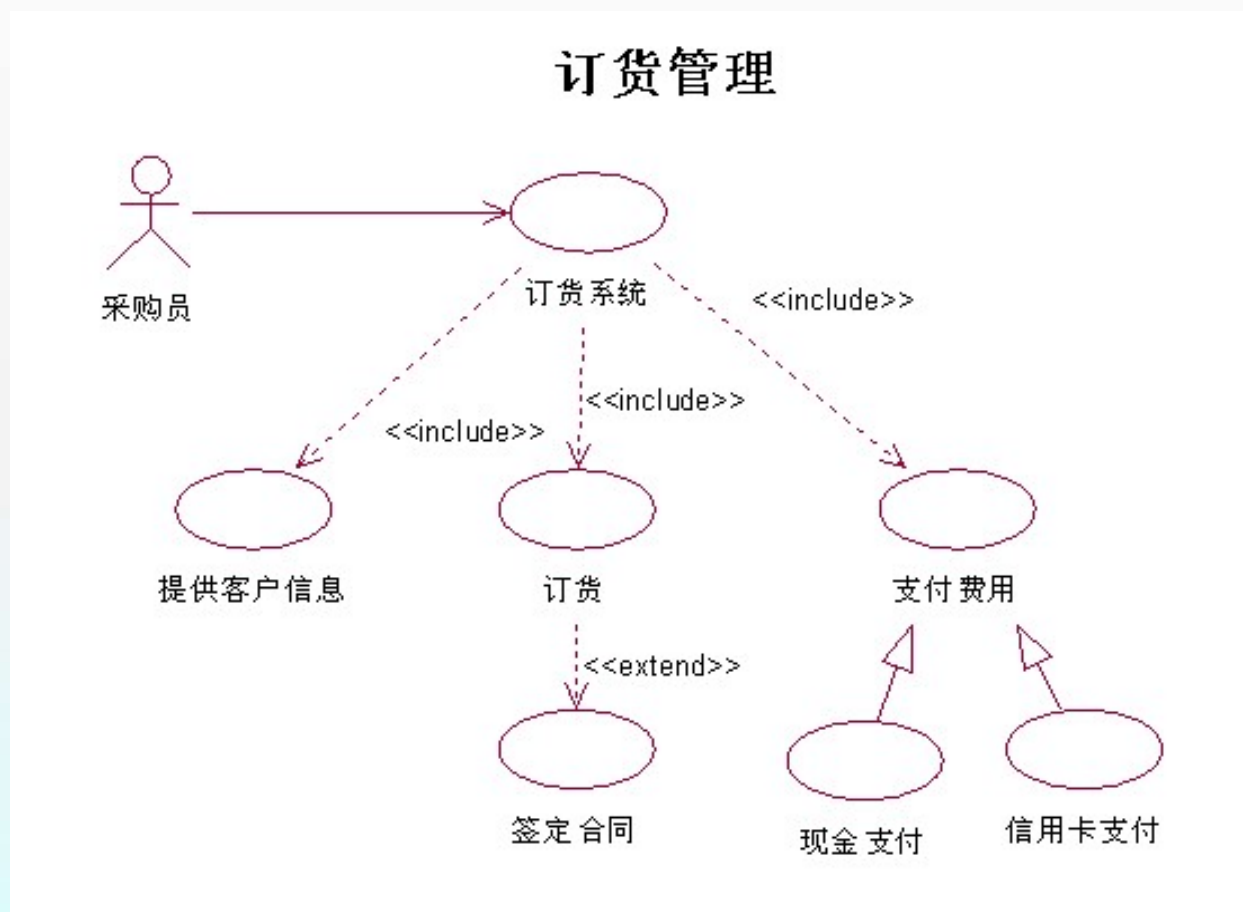 订货管理
采购员
订货系统
<<include>>
<<include>>
<<include>>
提供客户信息
订货
支付费用
<<extend>>
签定合同
现金支付
信用卡支付